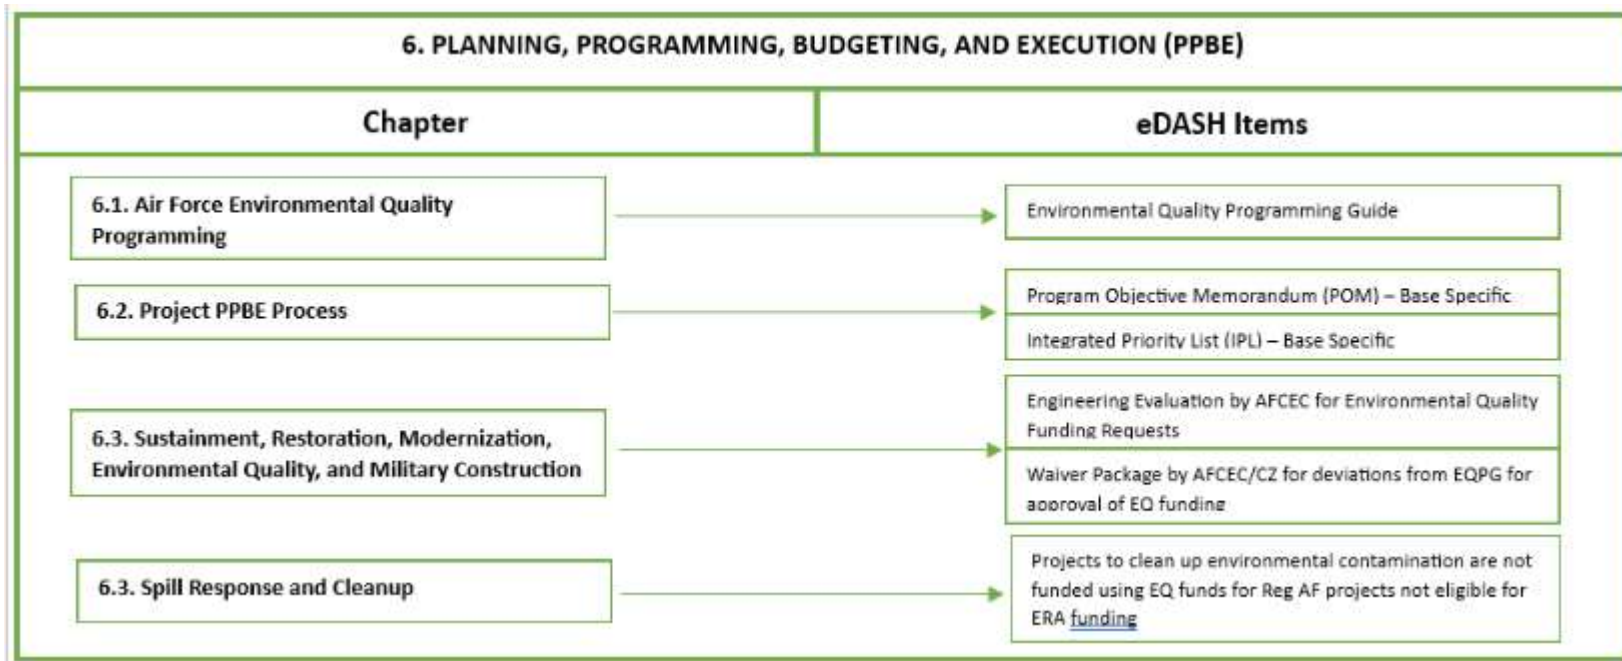 6. PLANNING, PROGRAMMING, BUDGETING, AND EXECUTION (PPBE)
Chapter
eDASH Items
6.1. Air Force Environmental Quality
Programming
Environmental Quality Programming Guide
6.2. Project PPBE Process
Program Objective Memorandum (POM) – Base Specific
Integrated Priority List (IPL) – Base Specific
6.3. Sustainment, Restoration, Modernization,
Environmental Quality, and Military Construction
Engineering Evaluation by AFCEC for Environmental Quality
Funding Requests
Waiver Package by AFCEC/CZ for deviations from EQPG for
approval of EQ funding
6.3. Spill Response and Cleanup
Projects to clean up environmental contamination are not
funded using EQ funds for Reg AF projects not eligible for
ERA funding